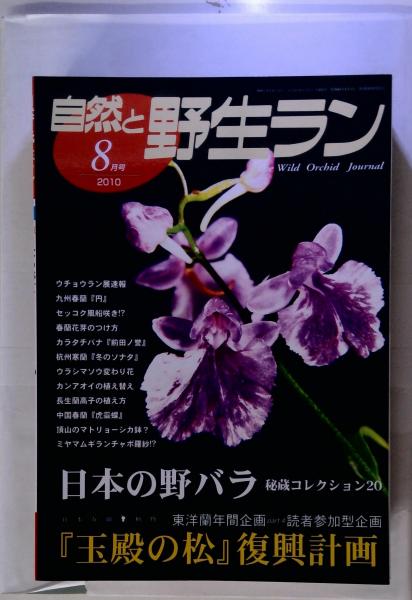 自然と野生ラン
Wild Orchid Journal
8月号
2010
ウチョウラン展速報
九州春蘭『円』
セッコク風船咲き!?
春蘭花芽のつけ方
カラタチバナ『前田ノ誉』
杭州寒蘭『冬のソナタ』
ウラシマソウ変わり花
カンアオイの植え替え
長生蘭高子の植え方
中国春蘭『虎蕊蝶』
頂山のマトリョーシカ鉢?
ミヤマムギランチャボ羅紗!?
日本の野バラ 秘蔵コレクション20
東洋蘭年間企画 part 4 読者参加型企画
『玉殿の松』復興計画